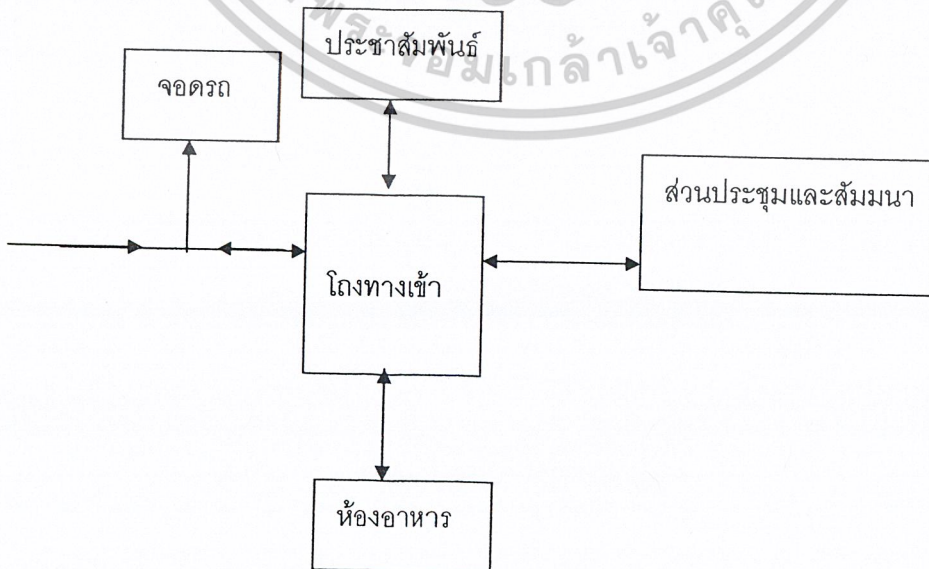 ประชาสัมพันธ์
จอดรถ
ส่วนประชุมและสัมมนา
โถงทางเข้า
ห้องอาหาร